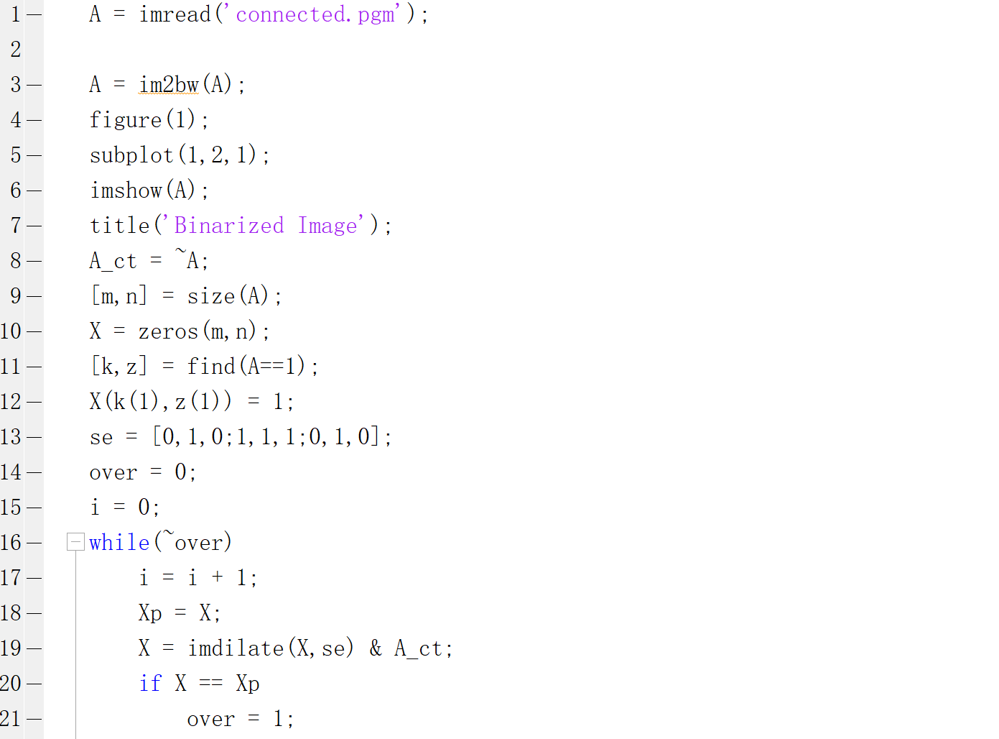 1 A = imread('connected.pgm');
2
3 A = im2bw(A);
4 figure(1);
5 subplot(1,2,1);
6 imshow(A);
7 title('Binarized Image');
8 A_ct = ~A;
9 [m,n] = size(A);
10 X = zeros(m,n);
11 [k,z] = find(A==1);
12 X(k(1),z(1)) = 1;
13 se = [0,1,0;1,1,1;0,1,0];
14 over = 0;
15 i = 0;
16 while(~over)
17 i = i + 1;
18 Xp = X;
19 X = imdilate(X,se) & A_ct;
20 if X == Xp
21 over = 1;